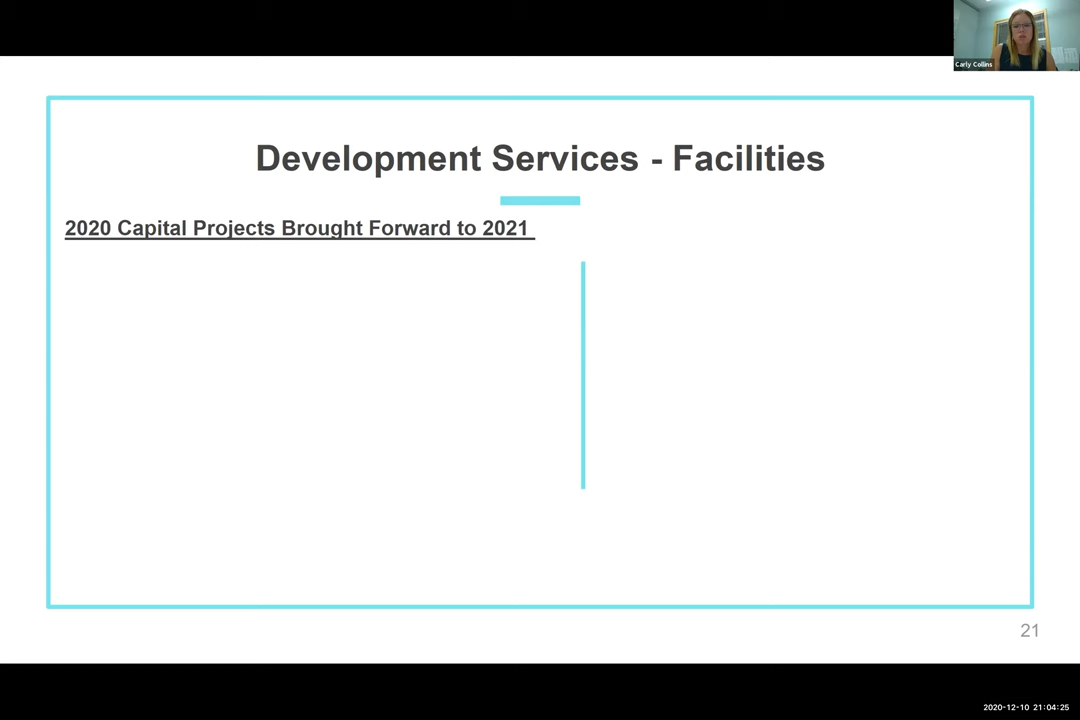 Carly Collins
Development Services - Facilities
2020 Capital Projects Brought Forward to 2021
21
2020-12-10 21:04:25